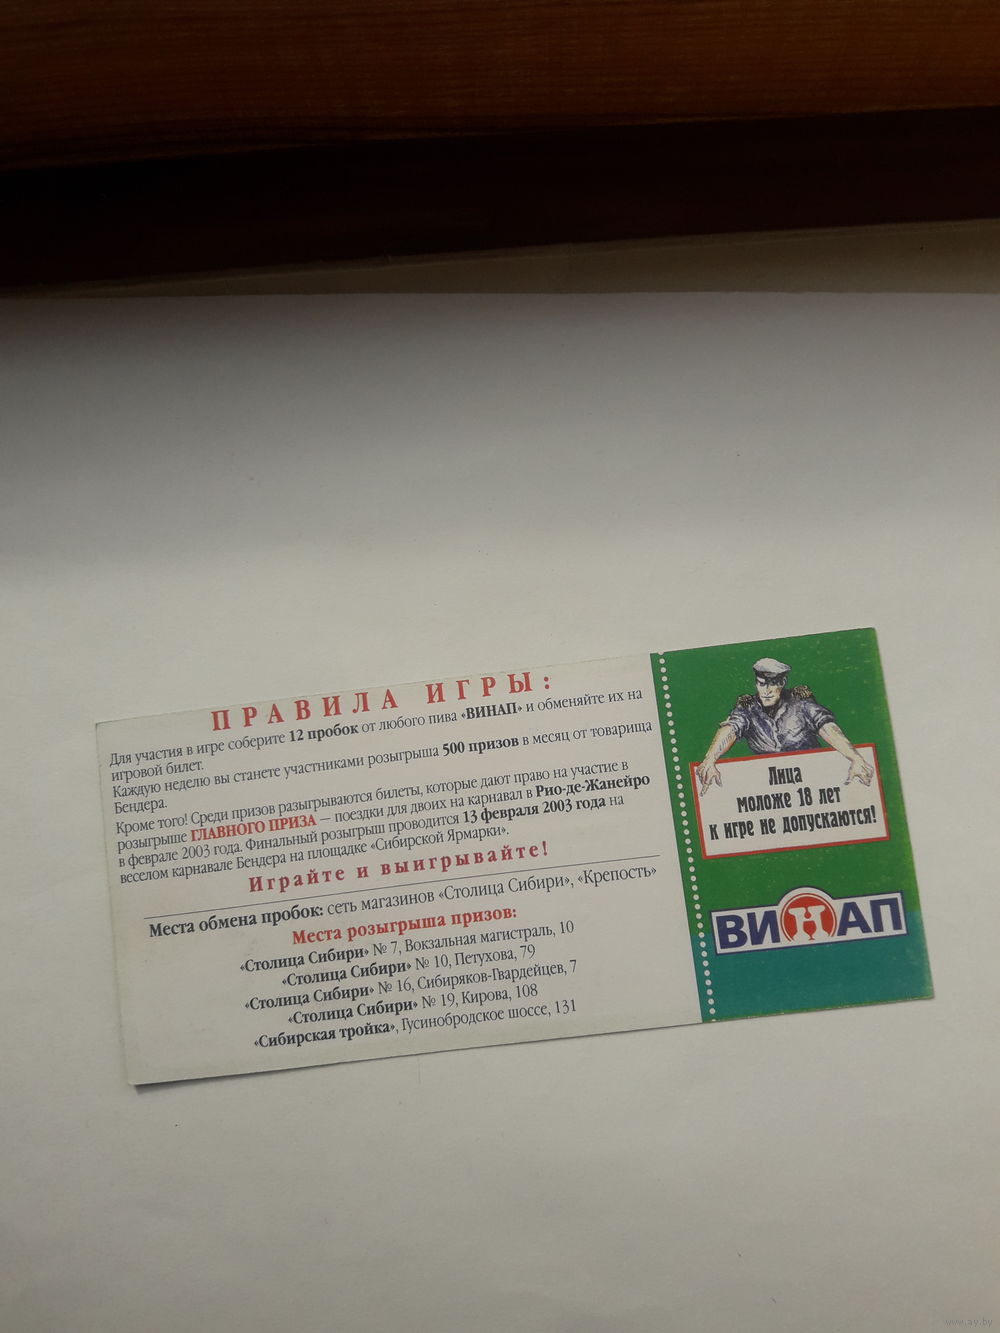 ПРАВИЛА ИГРЫ:
Для участия в игре соберите 12 пробок от любого пива «ВИНАП» и обменяйте их на
игровой билет.
Каждую неделю вы станете участниками розыгрыша 500 призов в месяц от товарища
Бендера.
Кроме того! Среди призов разыгрываются билеты, которые дают право на участие в
розыгрыше ГЛАВНОГО ПРИЗА — поездки для двоих на карнавал в Рио-де-Жанейро
в феврале 2003 года. Финальный розыгрыш проводится 13 февраля 2003 года на
веселом карнавале Бендера на площадке «Сибирской Ярмарки».
Играйте и выигрывайте!
Места обмена пробок: сеть магазинов «Столица Сибири», «Крепость»
Места розыгрыша призов:
«Столица Сибири» № 7, Вокзальная магистраль, 10
«Столица Сибири» № 10, Петухова, 79
«Столица Сибири» № 16, Сибиряков-Гвардейцев, 7
«Столица Сибири» № 19, Кирова, 108
«Сибирская тройка», Гусинобродское шоссе, 131
Лица
моложе 18 лет
к игре не допускаются!
ВИНАП
www.ay.by